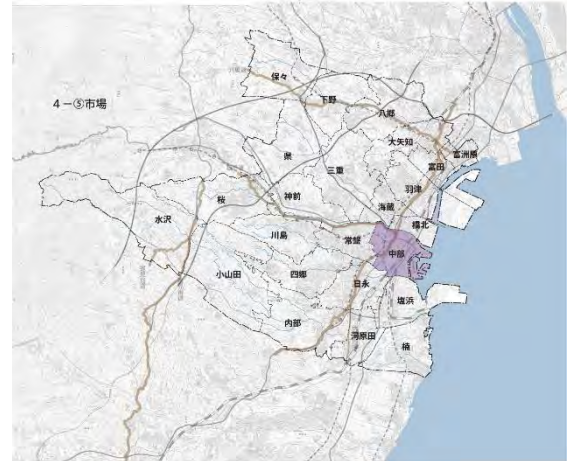 保々
4-⑤市場
下野
八郷
大矢知
富洲原
富田
県
三重
羽津
桜
神前
海蔵
橋北
水沢
川島
常磐
中部
小山田
四郷
日永
塩浜
内部
河原田
楠